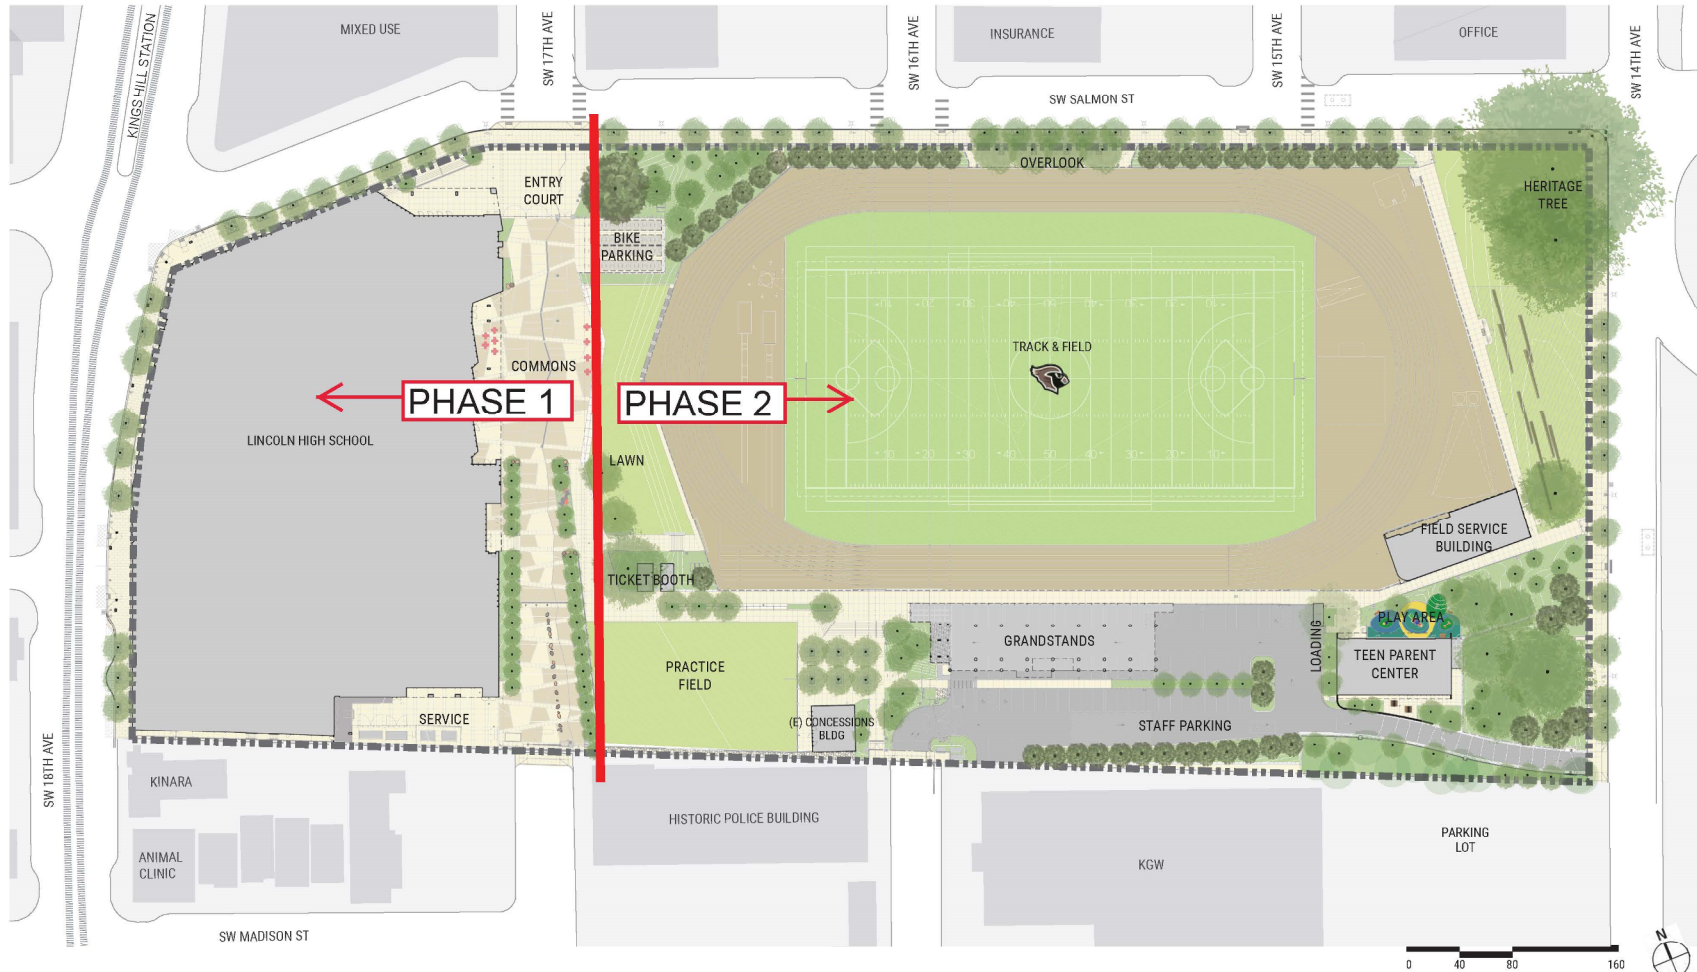 KINGS HILL STATION
MIXED USE
SW 17TH AVE
SW 16TH AVE
INSURANCE
SW 15TH AVE
OFFICE
SW 14TH AVE
SW SALMON ST
OVERLOOK
ENTRY
COURT
HERITAGE
TREE
BIKE
PARKING
TRACK & FIELD
COMMONS
PHASE 1
PHASE 2
LINCOLN HIGH SCHOOL
LAWN
FIELD SERVICE
BUILDING
TICKET BOOTH
PLAY AREA
GRANDSTANDS
LOADING
TEEN PARENT
CENTER
PRACTICE
FIELD
SERVICE
(E) CONCESSIONS
BLDG
STAFF PARKING
SW 18TH AVE
KINARA
HISTORIC POLICE BUILDING
PARKING
LOT
ANIMAL
CLINIC
KGW
SW MADISON ST
N
0 40 80 160